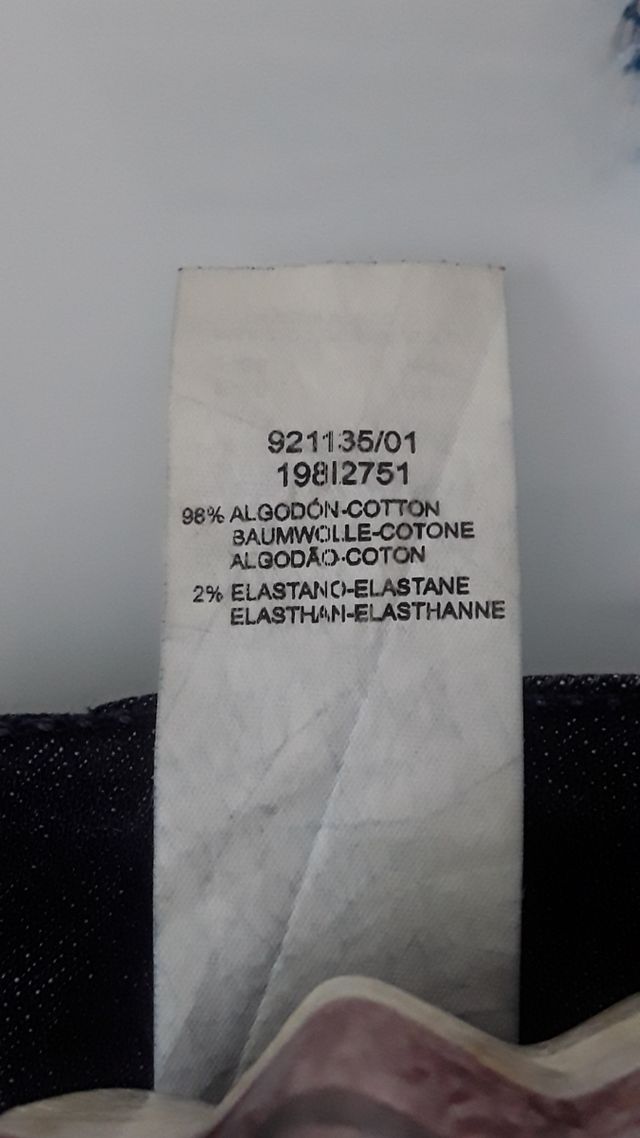 921135/01
198I2751
98% ALGODÓN-COTTON
BAUMWOLLE-COTONE
ALGODÃO-COTON
2% ELASTANO-ELASTANE
ELASTHAN-ELASTHANNE